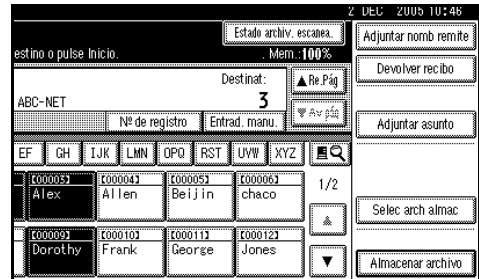 2 DEC 2005 10:46
Estado archiv. escanea.
Adjuntar nomb remite
estino o pulse Inicio. Mem.:100%
Devolver recibo
Destinat: ▲Re.Pág
ABC-NET 3
▼Av pág
Nº de registro Entrad. manu.
Adjuntar asunto
EF GH IJK LMN OPQ RST UVW XYZ
[00003] [00004] [00005] [00006]
Alex Allen Beijin chaco
1/2
Selec arch almac
[00009] [00010] [00011] [00012]
Dorothy Frank George Jones
Almacenar archivo